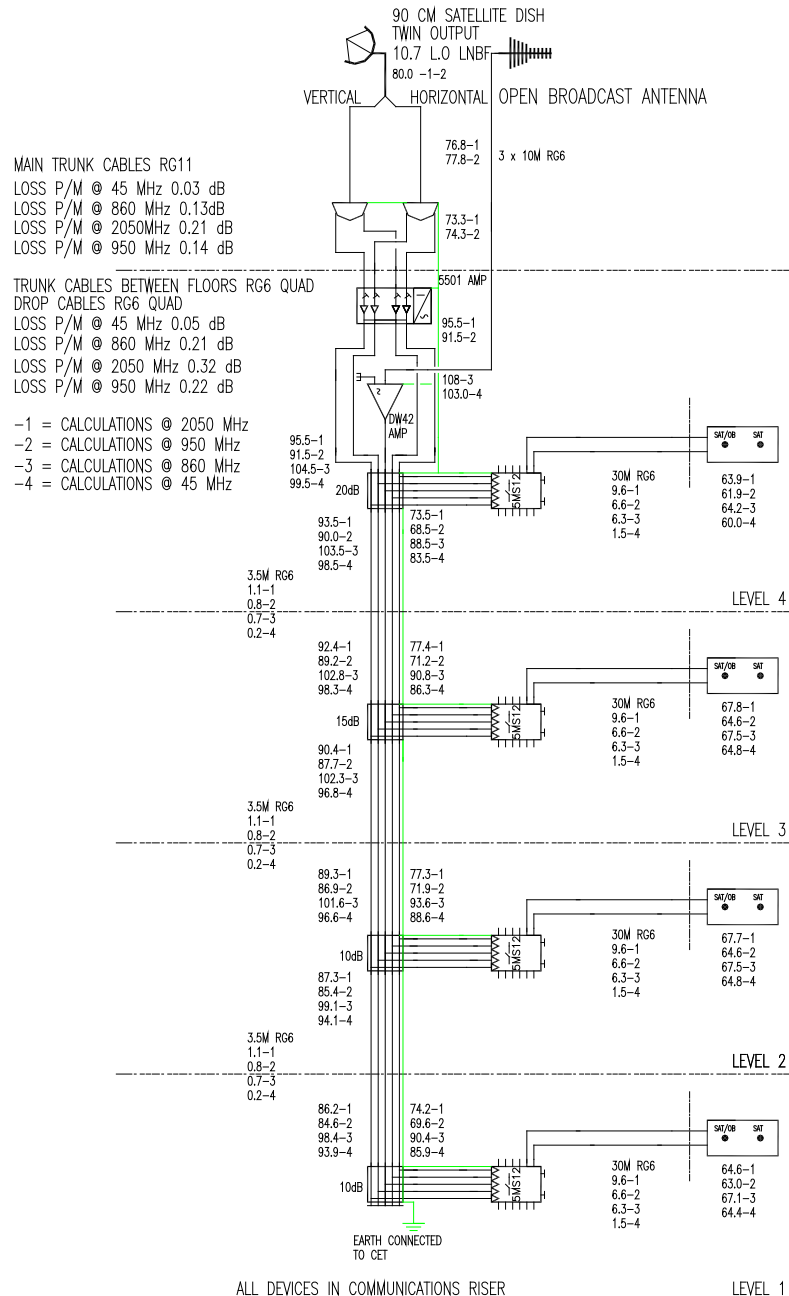 90 CM SATELLITE DISH
TWIN OUTPUT
10.7 L.O LNBF
80.0 -1-2
VERTICAL
HORIZONTAL
OPEN BROADCAST ANTENNA
76.8-1
77.8-2
3 x 10M RG6
MAIN TRUNK CABLES RG11
LOSS P/M @ 45 MHz 0.03 dB
LOSS P/M @ 860 MHz 0.13dB
LOSS P/M @ 2050MHz 0.21 dB
LOSS P/M @ 950 MHz 0.14 dB
73.3-1
74.3-2
TRUNK CABLES BETWEEN FLOORS RG6 QUAD
DROP CABLES RG6 QUAD
LOSS P/M @ 45 MHz 0.05 dB
LOSS P/M @ 860 MHz 0.21 dB
LOSS P/M @ 2050 MHz 0.32 dB
LOSS P/M @ 950 MHz 0.22 dB
5501 AMP
95.5-1
91.5-2
108-3
103.0-4
DW42
AMP
-1 = CALCULATIONS @ 2050 MHz
-2 = CALCULATIONS @ 950 MHz
-3 = CALCULATIONS @ 860 MHz
-4 = CALCULATIONS @ 45 MHz
95.5-1
91.5-2
104.5-3
99.5-4
20dB
5MS12
SAT/OB
SAT
30M RG6
9.6-1
6.6-2
6.3-3
1.5-4
63.9-1
61.9-2
64.2-3
60.0-4
93.5-1
90.0-2
103.5-3
98.5-4
73.5-1
68.5-2
88.5-3
83.5-4
3.5M RG6
1.1-1
0.8-2
0.7-3
0.2-4
LEVEL 4
92.4-1
89.2-2
102.8-3
98.3-4
77.4-1
71.2-2
90.8-3
86.3-4
15dB
5MS12
SAT/OB
SAT
30M RG6
9.6-1
6.6-2
6.3-3
1.5-4
67.8-1
64.6-2
67.5-3
64.8-4
90.4-1
87.7-2
102.3-3
96.8-4
3.5M RG6
1.1-1
0.8-2
0.7-3
0.2-4
LEVEL 3
89.3-1
86.9-2
101.6-3
96.6-4
77.3-1
71.9-2
93.6-3
88.6-4
10dB
5MS12
SAT/OB
SAT
30M RG6
9.6-1
6.6-2
6.3-3
1.5-4
67.7-1
64.6-2
67.5-3
64.8-4
87.3-1
85.4-2
99.1-3
94.1-4
3.5M RG6
1.1-1
0.8-2
0.7-3
0.2-4
LEVEL 2
86.2-1
84.6-2
98.4-3
93.9-4
74.2-1
69.6-2
90.4-3
85.9-4
10dB
5MS12
SAT/OB
SAT
30M RG6
9.6-1
6.6-2
6.3-3
1.5-4
64.6-1
63.0-2
67.1-3
64.4-4
EARTH CONNECTED
TO CET
ALL DEVICES IN COMMUNICATIONS RISER
LEVEL 1